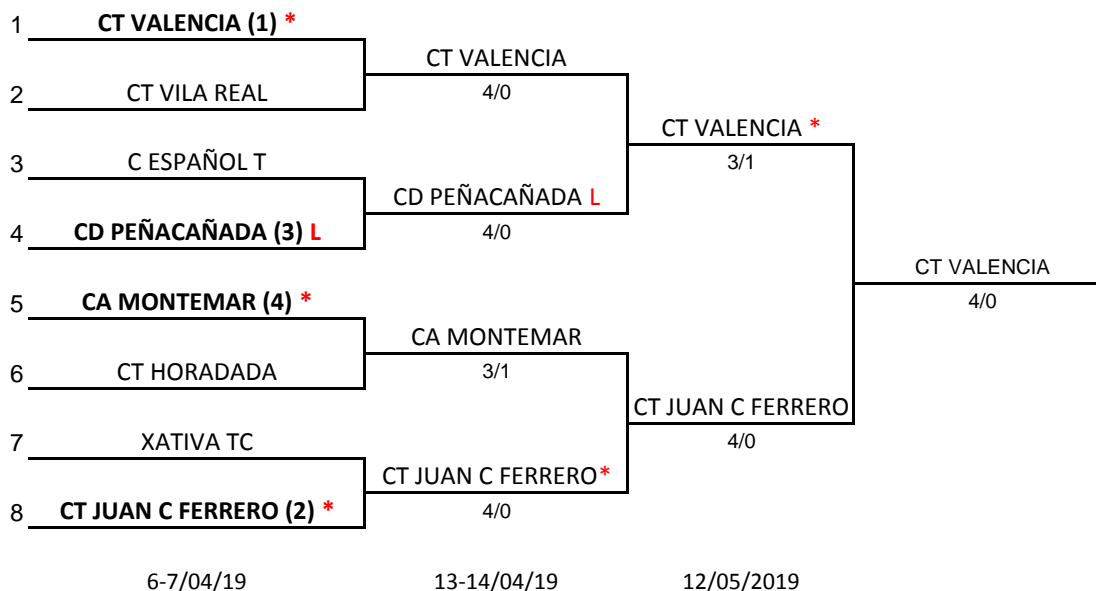 1 CT VALENCIA (1) *
CT VALENCIA
4/0
2 CT VILA REAL
CT VALENCIA *
3/1
3 C ESPAÑOL T
CD PEÑACAÑADA L
4/0
4 CD PEÑACAÑADA (3) L
CT VALENCIA
4/0
5 CA MONTEMAR (4) *
CA MONTEMAR
3/1
6 CT HORADADA
CT JUAN C FERRERO
4/0
7 XATIVA TC
CT JUAN C FERRERO*
4/0
8 CT JUAN C FERRERO (2) *
6-7/04/19 13-14/04/19 12/05/2019